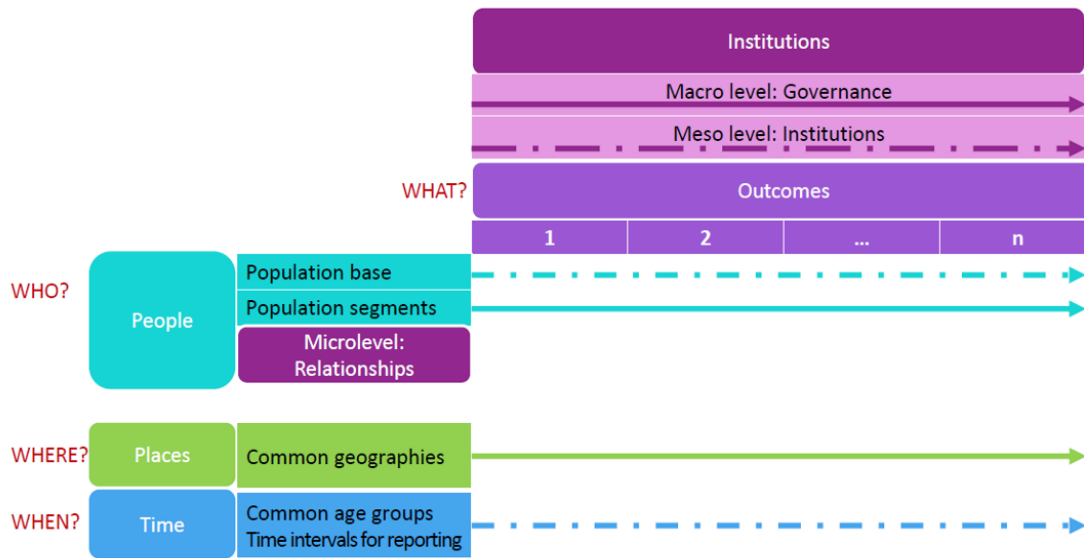 Institutions
Macro level: Governance
Meso level: Institutions
WHAT?
Outcomes
1
2
...
n
WHO?
People
Population base
Population segments
Microlevel:
Relationships
WHERE?
Places
Common geographies
WHEN?
Time
Common age groups
Time intervals for reporting